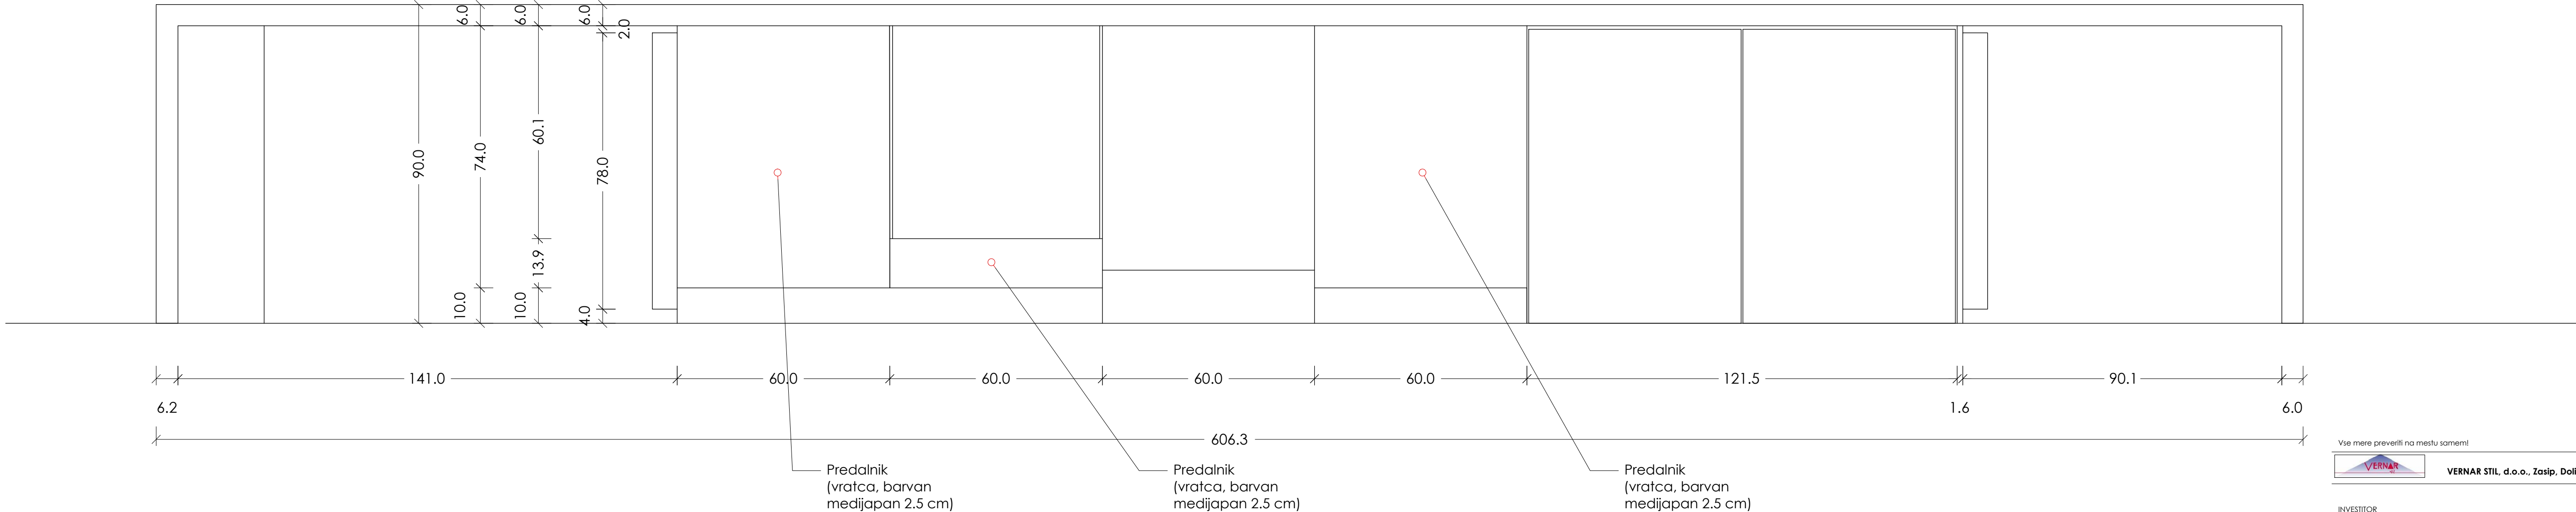 6.0
6.0
6.0
2.0
90.0
74.0
60.1
78.0
13.9
10.0
10.0
4.0
141.0
60.0
60.0
60.0
60.0
121.5
90.1
6.2
1.6
6.0
606.3
Predalnik
(vratca, barvan
medijapan 2.5 cm)
Predalnik
(vratca, barvan
medijapan 2.5 cm)
Predalnik
(vratca, barvan
medijapan 2.5 cm)
Vse mere preveriti na mestu samem!
VERNAR
VERNAR STIL, d.o.o., Zasip, Doli
INVESTITOR